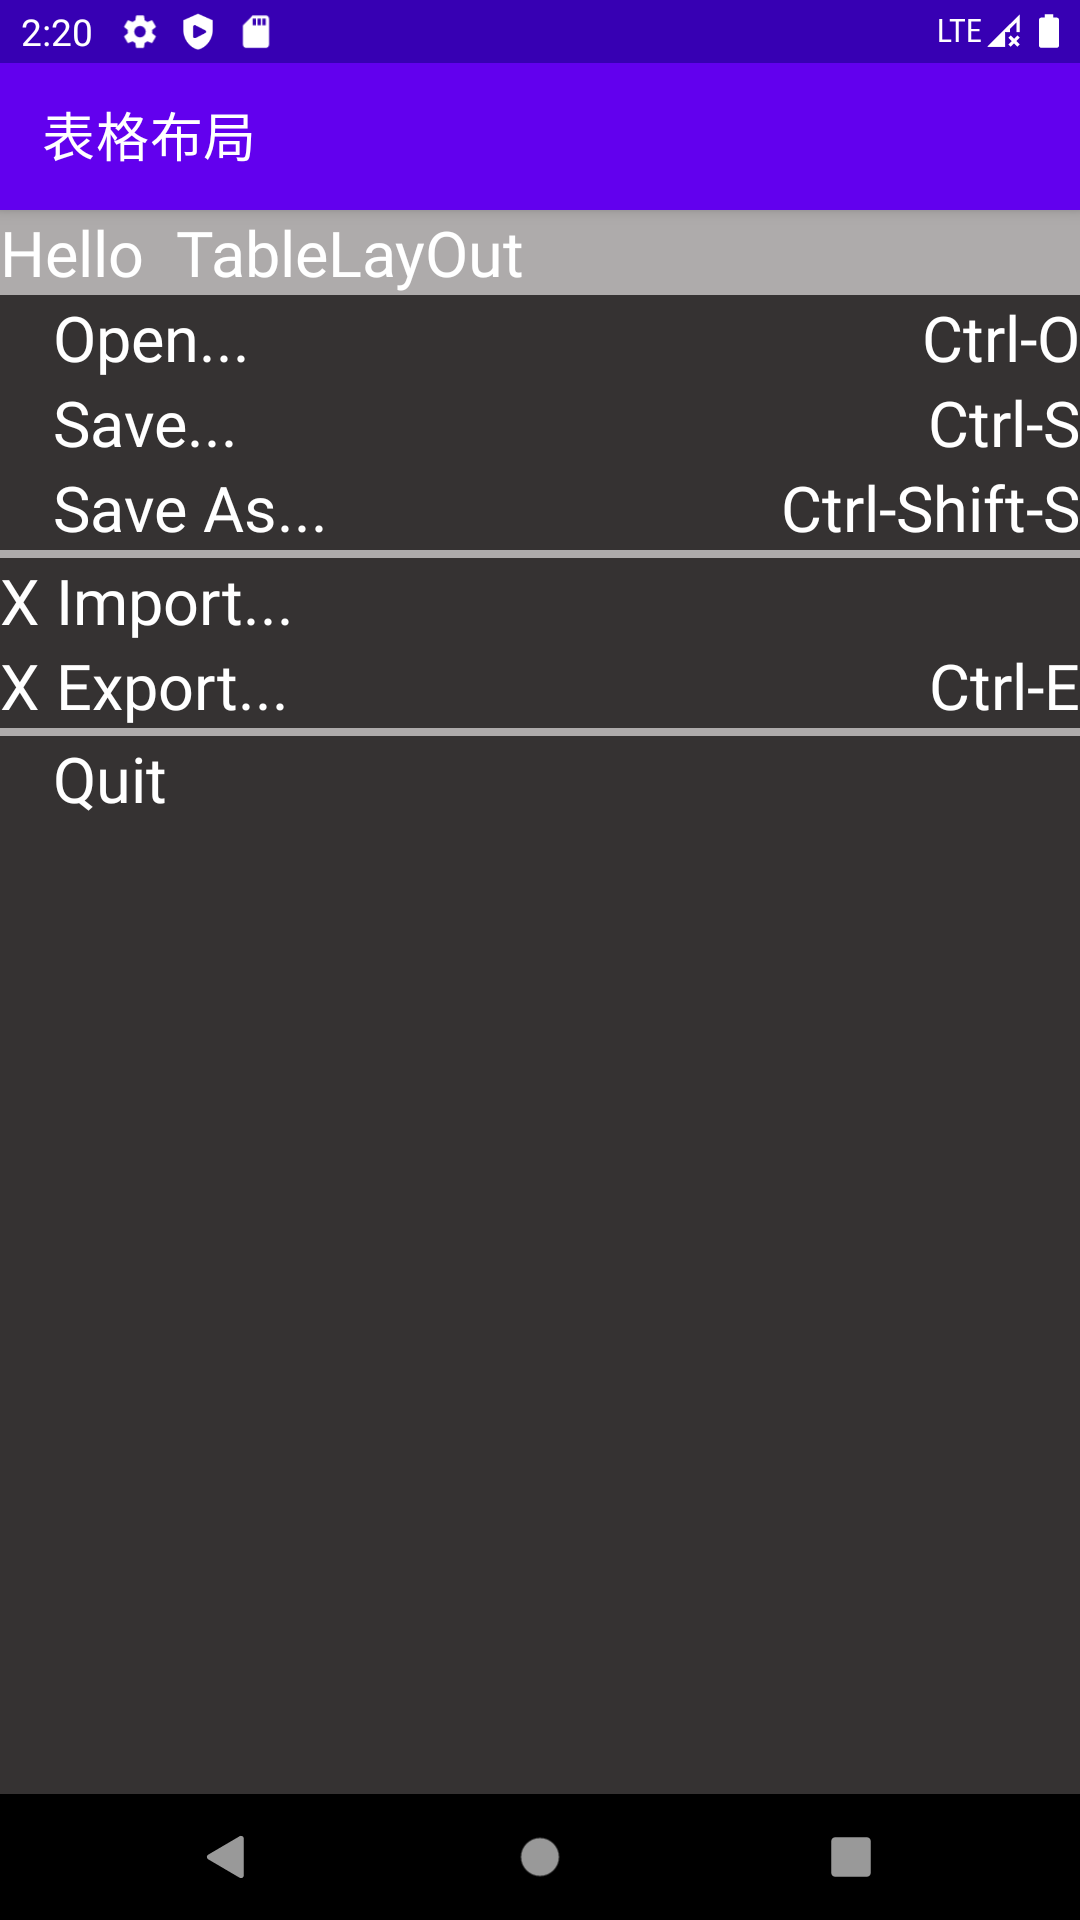 2:20 LTE
表格布局
Hello TableLayOut
Open... Ctrl-O
Save... Ctrl-S
Save As... Ctrl-Shift-S
X Import...
X Export... Ctrl-E
Quit